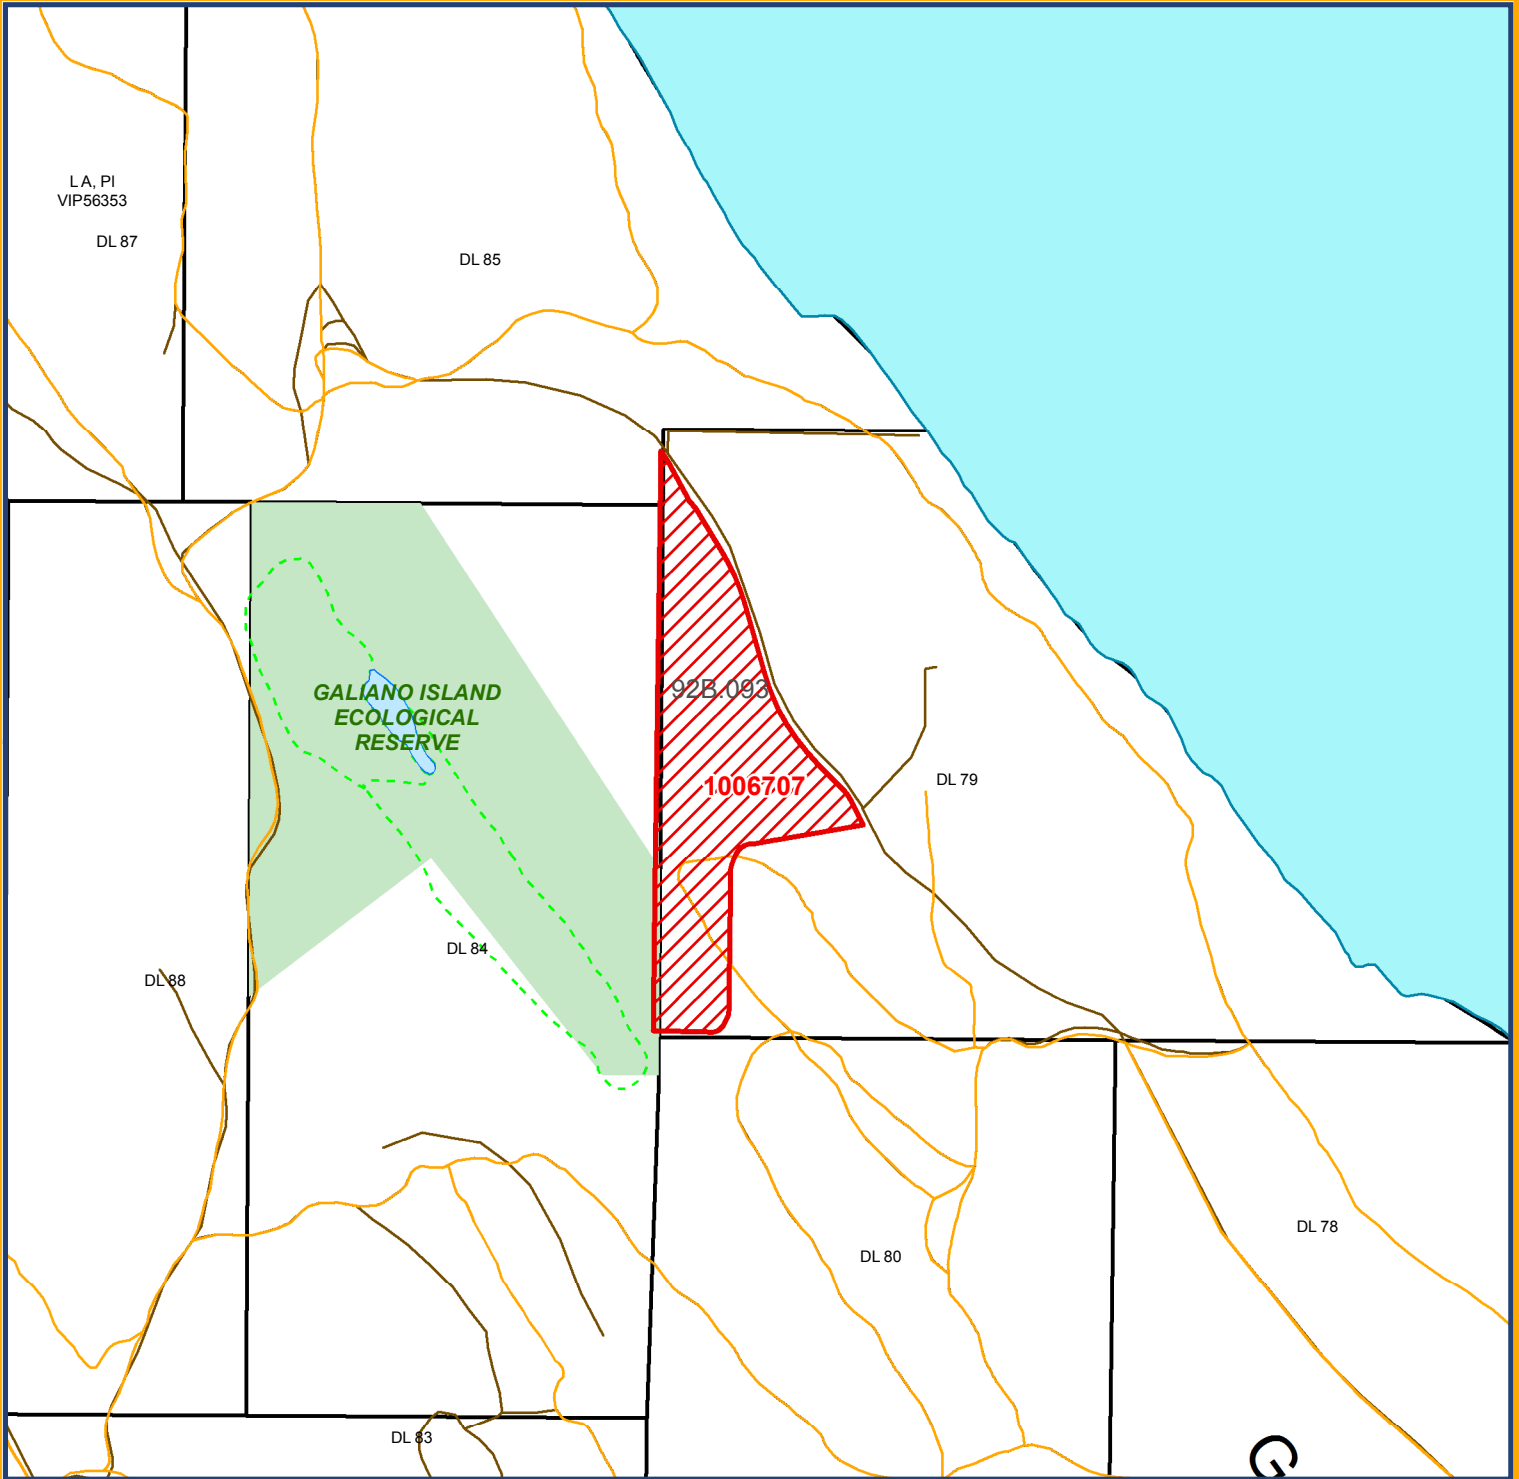 L A, Pl
VIP56353
DL 87
DL 85
GALIANO ISLAND
ECOLOGICAL
RESERVE
92B.093
1006707
DL 79
DL 84
DL 88
DL 78
DL 80
DL 83
G